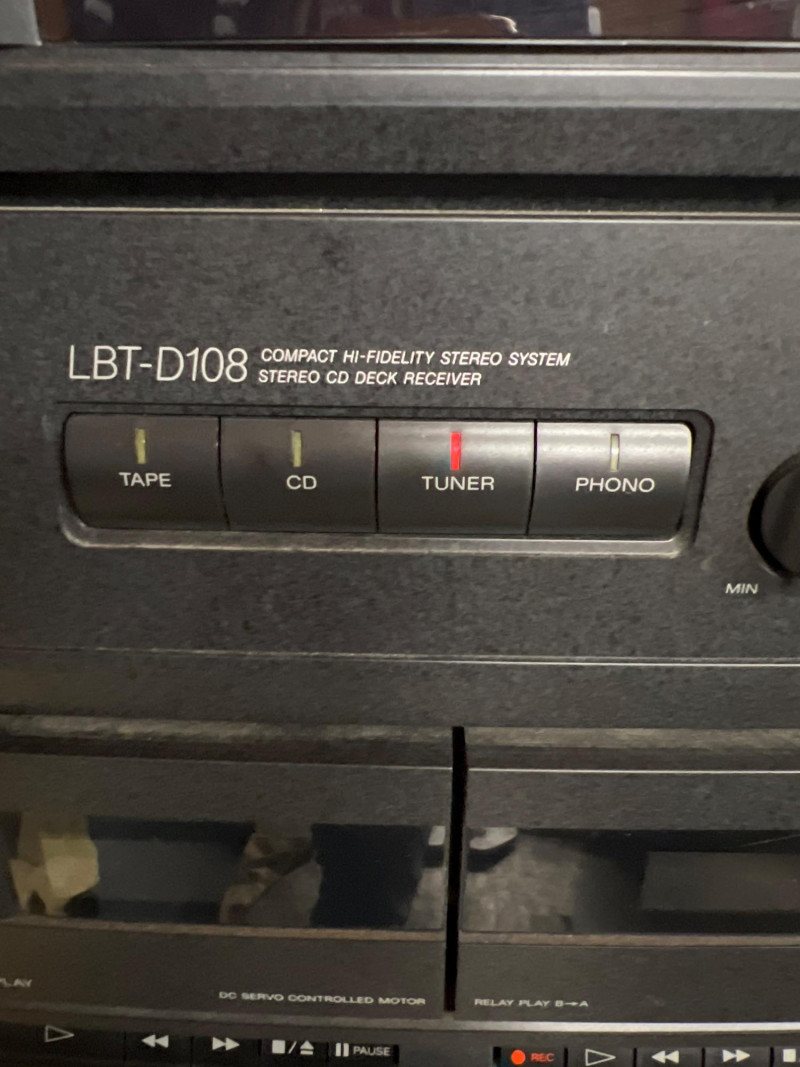 LBT-D108 COMPACT HI-FIDELITY STEREO SYSTEM
STEREO CD DECK RECEIVER
TAPE CD TUNER PHONO
MIN
DC SERVO CONTROLLED MOTOR RELAY PLAY B→A
PAUSE REC